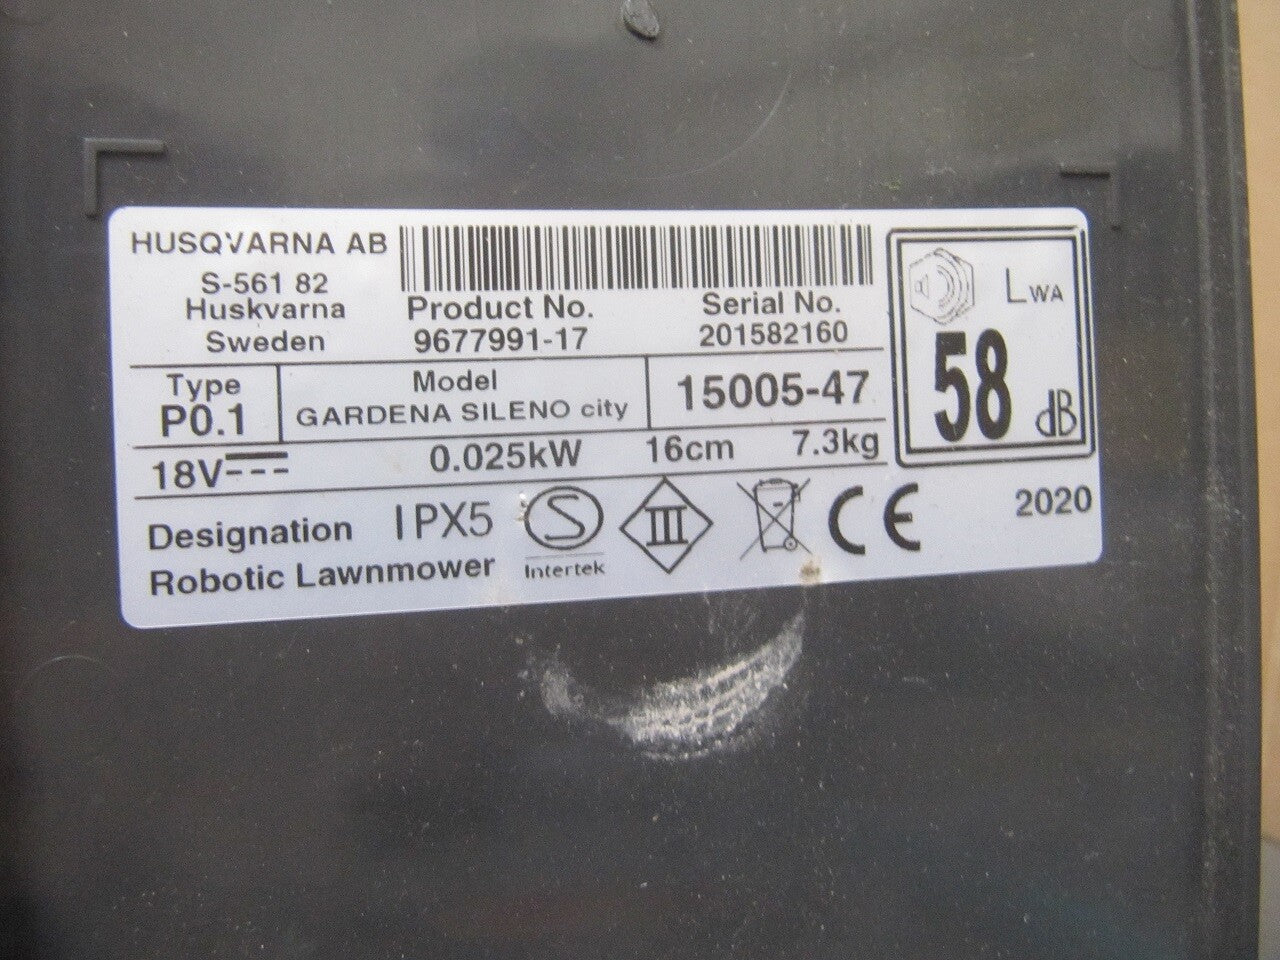 HUSQVARNA AB
S-561 82
Huskvarna
Sweden
Product No.
9677991-17
Serial No.
201582160
LWA
58 dB
Type
P0.1
Model
GARDENA SILENO city
15005-47
18V
0.025kW
16cm
7.3kg
Designation
Robotic Lawnmower
IPX5
S
Intertek
III
CE
2020